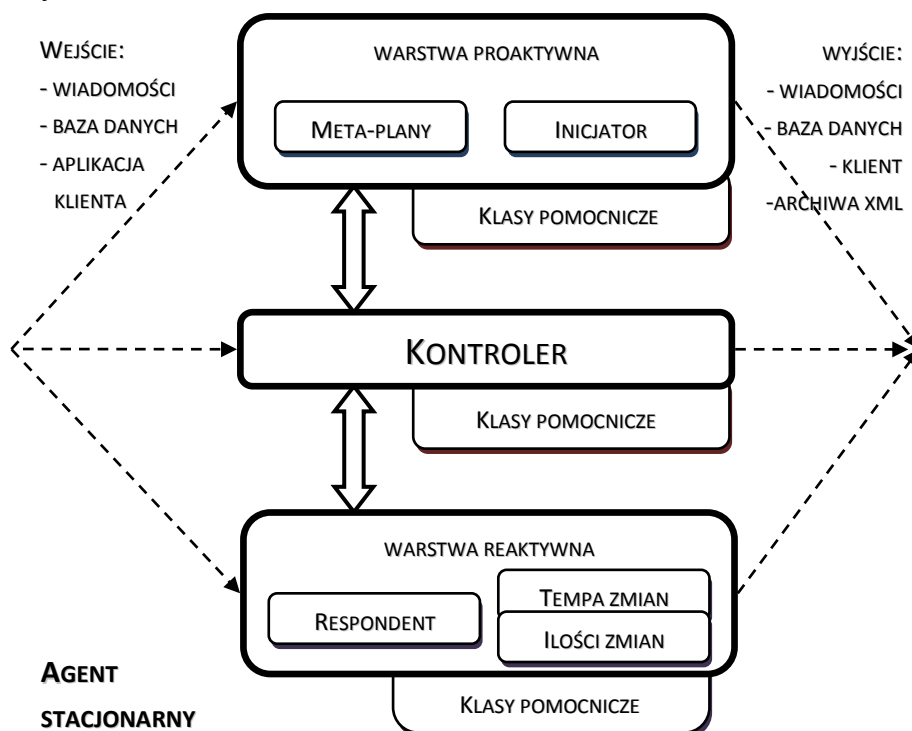 WEJŚCIE:
- WIADOMOŚCI
- BAZA DANYCH
- APLIKACJA
KLIENTA
WARSTWA PROAKTYWNA
META-PLANY
INICJATOR
KLASY POMOCNICZE
WYJŚCIE:
- WIADOMOŚCI
- BAZA DANYCH
- KLIENT
-ARCHIWA XML
KONTROLER
KLASY POMOCNICZE
WARSTWA REAKTYWNA
RESPONDENT
TEMPA ZMIAN
ILOŚCI ZMIAN
KLASY POMOCNICZE
AGENT
STACJONARNY